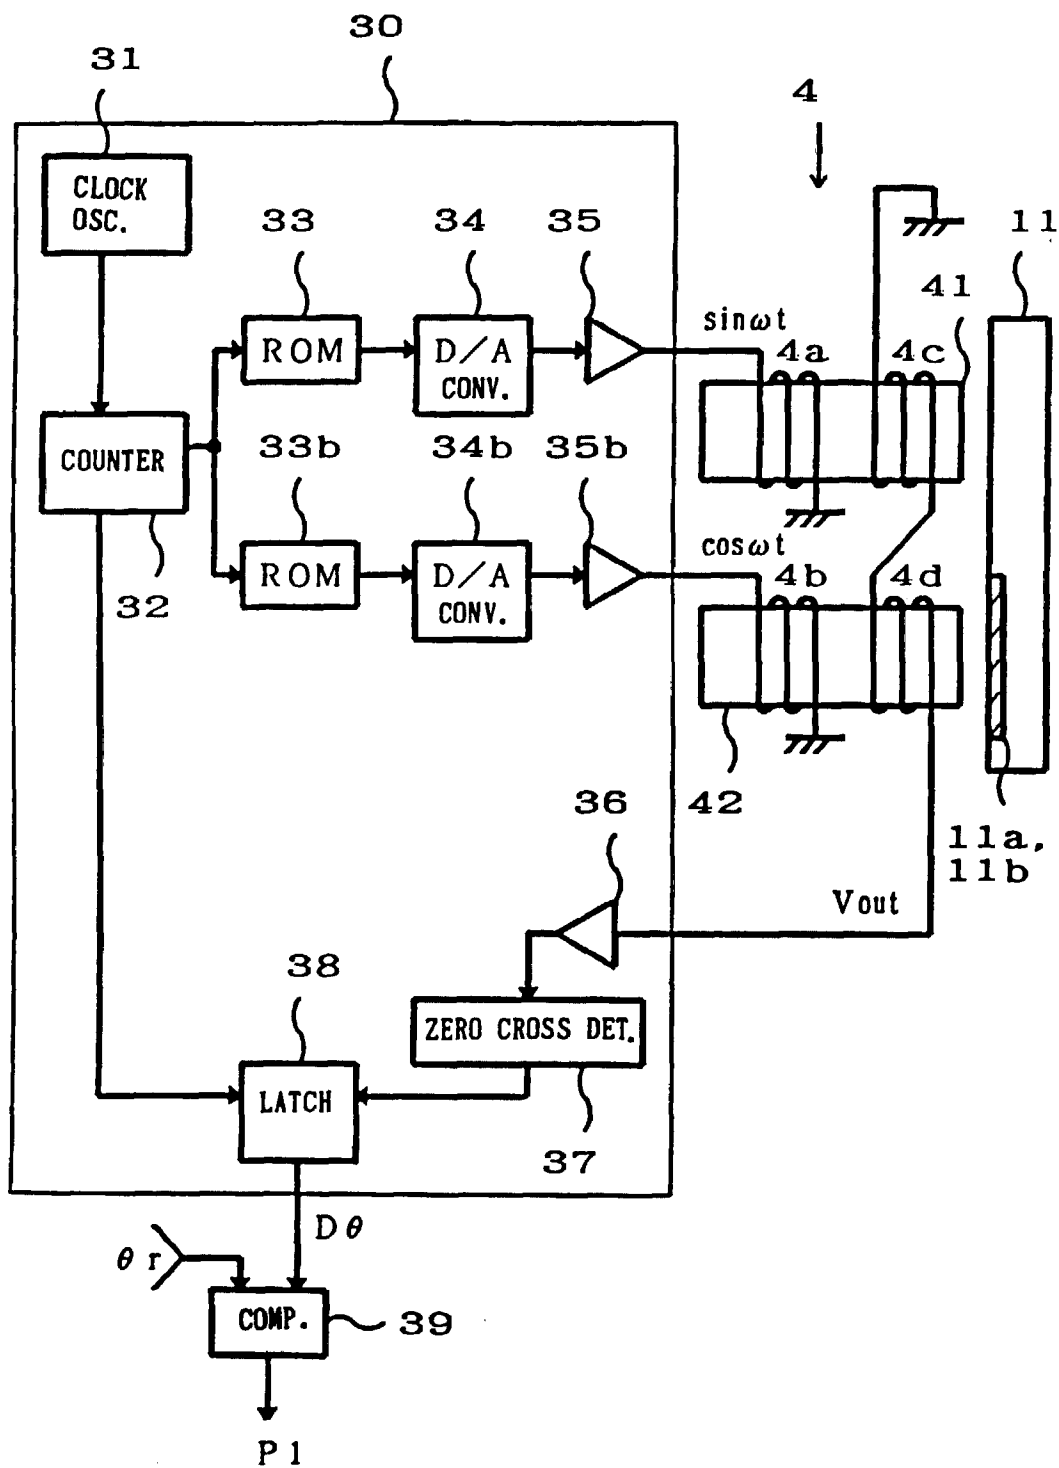 30
31
4
CLOCK
OSC.
33
34
35
11
41
sinωt
4a
4c
ROM
D/A
CONV.
COUNTER
33b
34b
35b
cosωt
4b
4d
ROM
D/A
CONV.
32
36
42
11a,
11b
Vout
38
ZERO CROSS DET.
LATCH
37
Dθ
θr
COMP.
39
P1